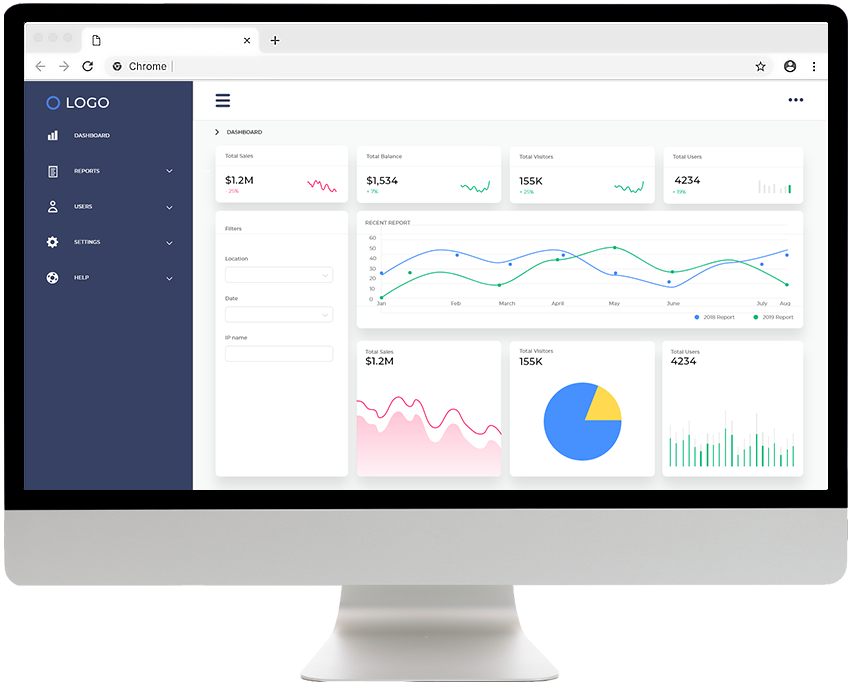 Chrome
LOGO
DASHBOARD
REPORTS
USERS
SETTINGS
HELP
DASHBOARD
Total Sales
$1.2M
- 25%
Total Balance
$1,534
+ 7%
Total Visitors
155K
+ 25%
Total Users
4234
+ 19%
Filters
Location
Date
IP name
RECENT REPORT
60
50
40
30
20
10
0
Jan Feb March April May June July Aug
2018 Report 2019 Report
Total Sales
$1.2M
Total Visitors
155K
Total Users
4234